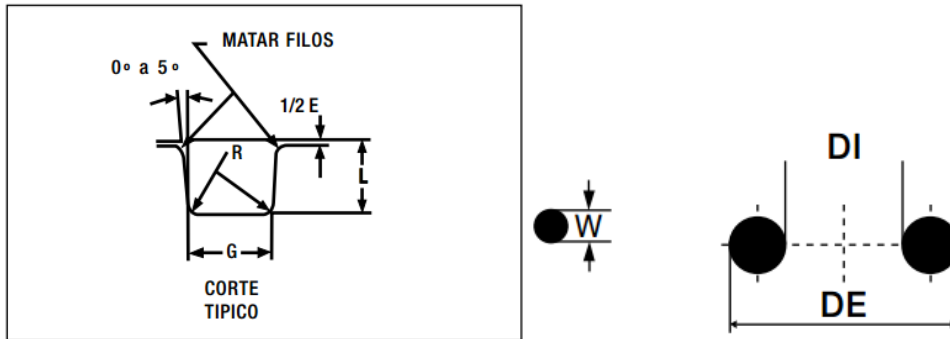 MATAR FILOS
0° a 5°
1/2 E
R
L
G
CORTE
TIPICO
W
DI
DE